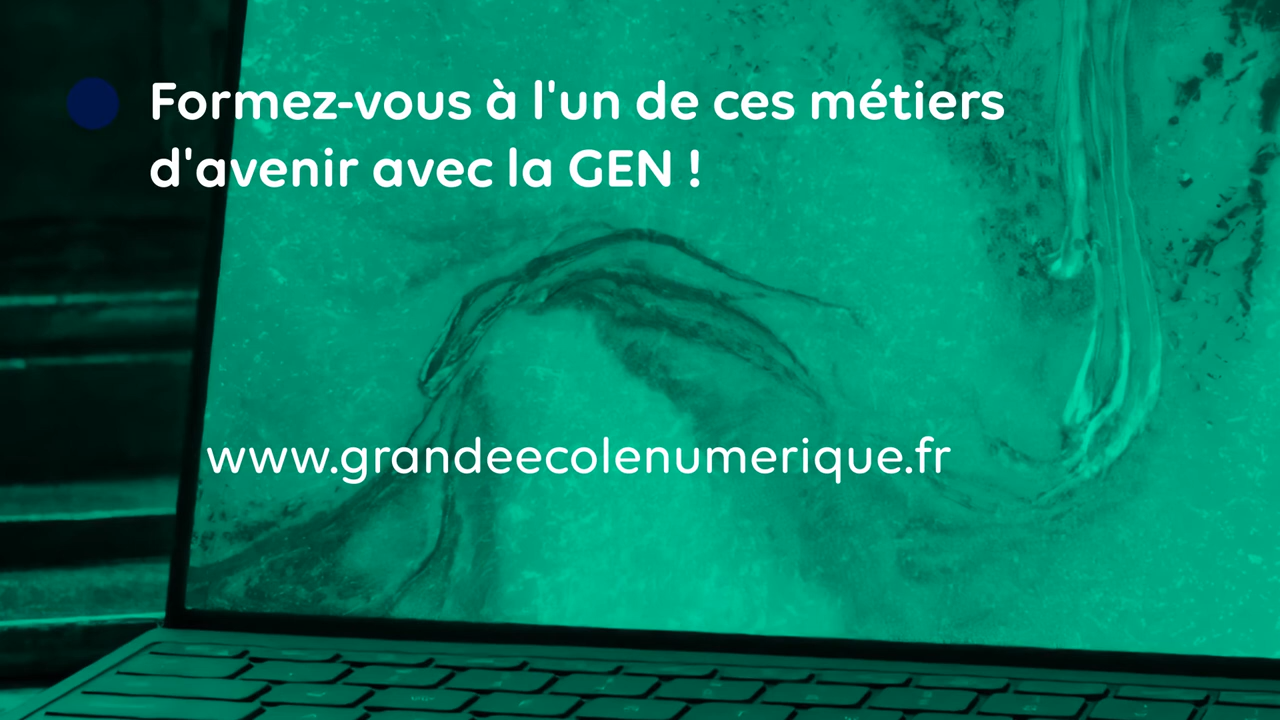 Formez-vous à l'un de ces métiers
d'avenir avec la GEN !
www.grandeecolenumerique.fr